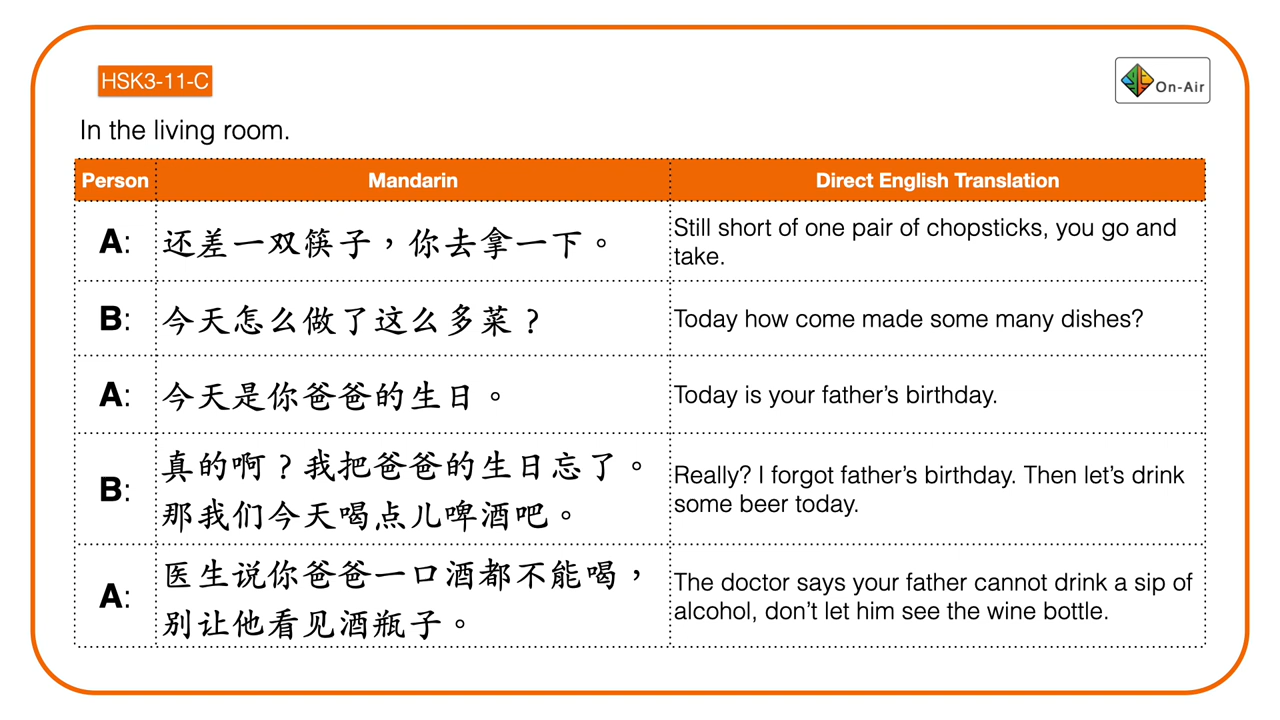 HSK3-11-C
On-Air
In the living room.
Person Mandarin Direct English Translation
A: 还差一双筷子，你去拿一下。 Still short of one pair of chopsticks, you go and
take.
B: 今天怎么做了这么多菜？ Today how come made some many dishes?
A: 今天是你爸爸的生日。 Today is your father’s birthday.
B: 真的啊？我把爸爸的生日忘了。
那我们今天喝点儿啤酒吧。
Really? I forgot father’s birthday. Then let’s drink
some beer today.
A: 医生说你爸爸一口酒都不能喝，
别让他看见酒瓶子。
The doctor says your father cannot drink a sip of
alcohol, don’t let him see the wine bottle.